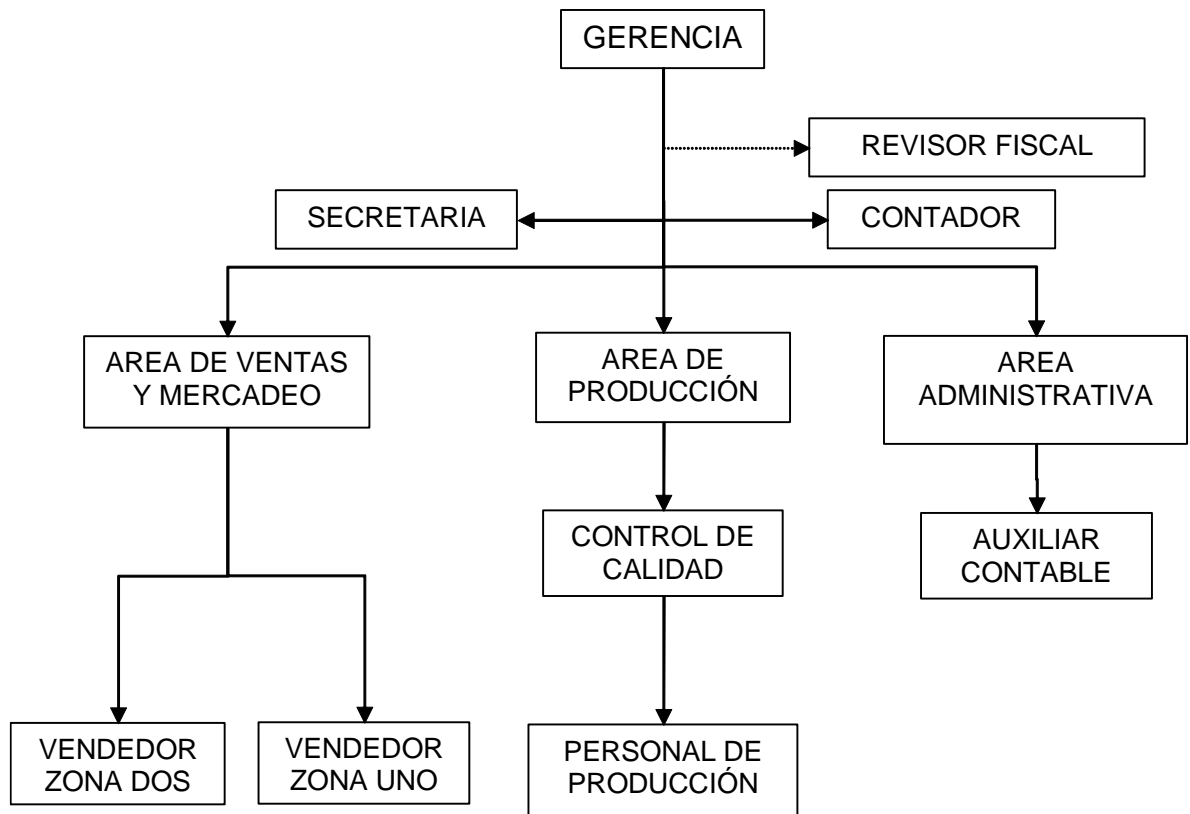 GERENCIA
REVISOR FISCAL
SECRETARIA
CONTADOR
AREA DE VENTAS
Y MERCADEO
AREA DE
PRODUCCIÓN
AREA
ADMINISTRATIVA
CONTROL DE
CALIDAD
AUXILIAR
CONTABLE
VENDEDOR
ZONA DOS
VENDEDOR
ZONA UNO
PERSONAL DE
PRODUCCIÓN